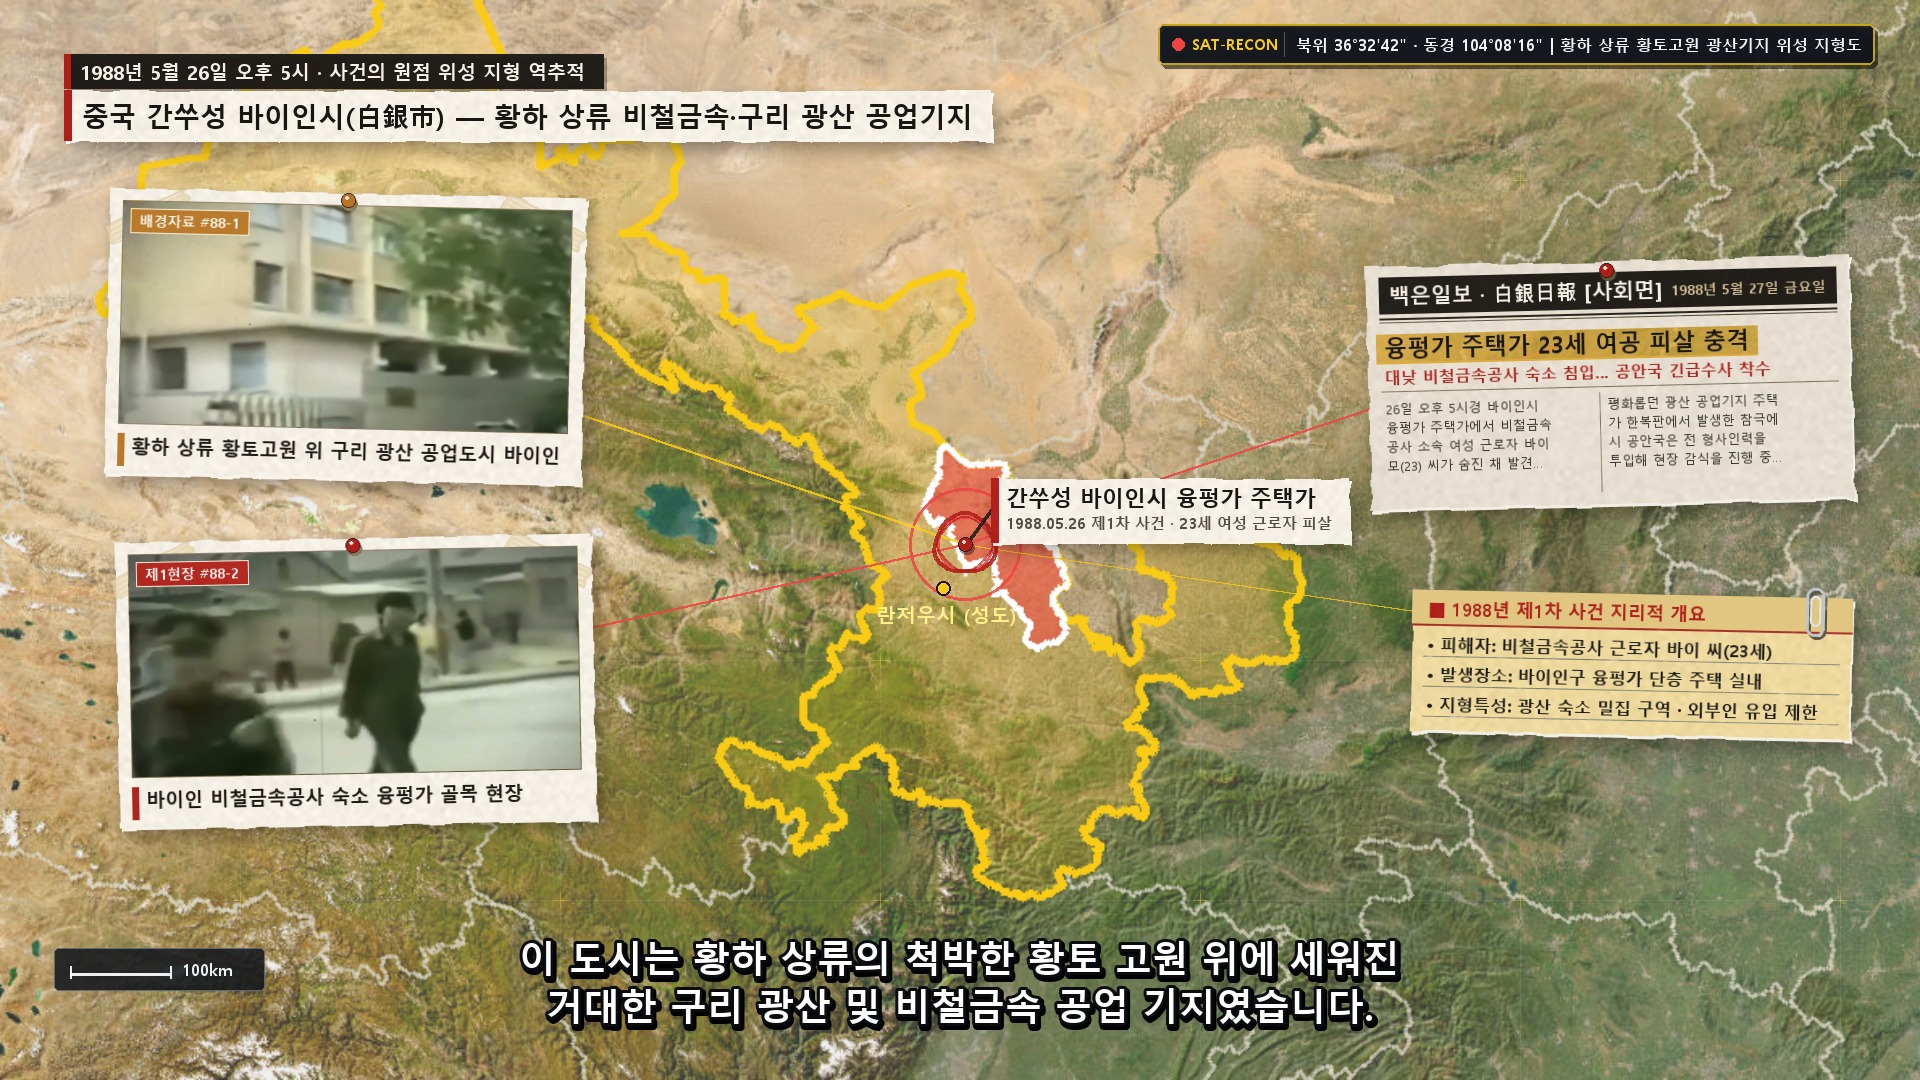 1988년 5월 26일 오후 5시 · 사건의 원점 위성 지형 역추적
중국 간쑤성 바이인시(白銀市) — 황하 상류 비철금속·구리 광산 공업기지
SAT-RECON | 북위 36°32'42" · 동경 104°08'16" | 황하 상류 황토고원 광산기지 위성 지형도
배경자료 #88-1
황하 상류 황토고원 위 구리 광산 공업도시 바이인
제1현장 #88-2
바이인 비철금속공사 숙소 융평가 골목 현장
간쑤성 바이인시 융평가 주택가
1988.05.26 제1차 사건 · 23세 여성 근로자 피살
란저우시 (성도)
백은일보 · 白銀日報 [사회면] 1988년 5월 27일 금요일
융평가 주택가 23세 여공 피살 충격
대낮 비철금속공사 숙소 침입... 공안국 긴급수사 착수
26일 오후 5시경 바이인시
융평가 주택가에서 비철금속
공사 소속 여성 근로자 바이
모(23) 씨가 숨진 채 발견...
평화롭던 광산 공업기지 주택
가 한복판에서 발생한 참극에
시 공안국은 전 형사인력을
투입해 현장 감식을 진행 중...
■ 1988년 제1차 사건 지리적 개요
• 피해자: 비철금속공사 근로자 바이 씨(23세)
• 발생장소: 바이인구 융평가 단층 주택 실내
• 지형특성: 광산 숙소 밀집 구역 · 외부인 유입 제한
100km
이 도시는 황하 상류의 척박한 황토 고원 위에 세워진
거대한 구리 광산 및 비철금속 공업 기지였습니다.